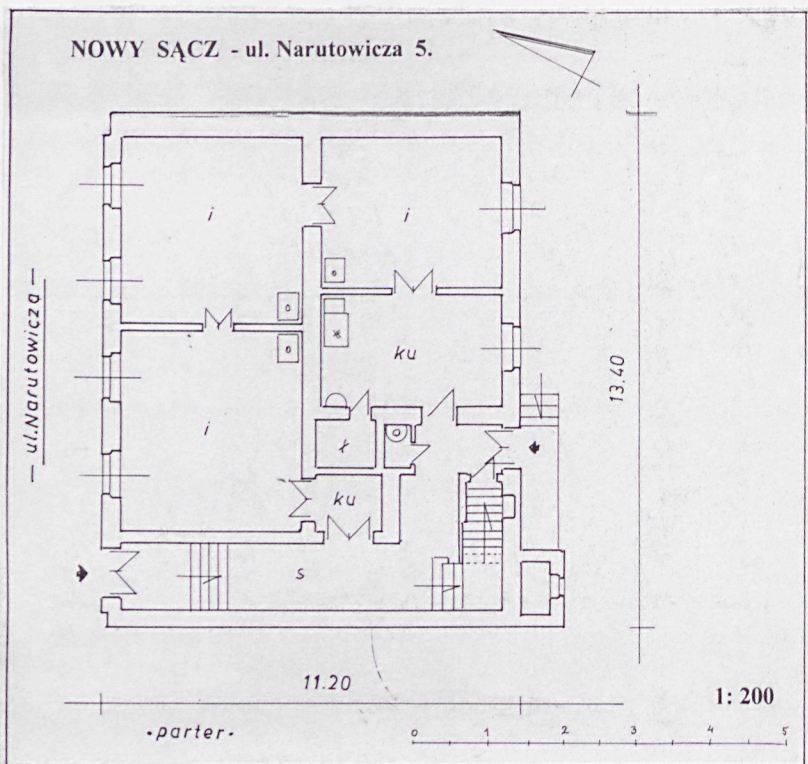 NOWY SĄCZ - ul. Narutowicza 5.
i
i
— ul. Narutowicza —
ku
13.40
i
ł
ku
s
11.20
1: 200
•parter•
0 1 2 3 4 5